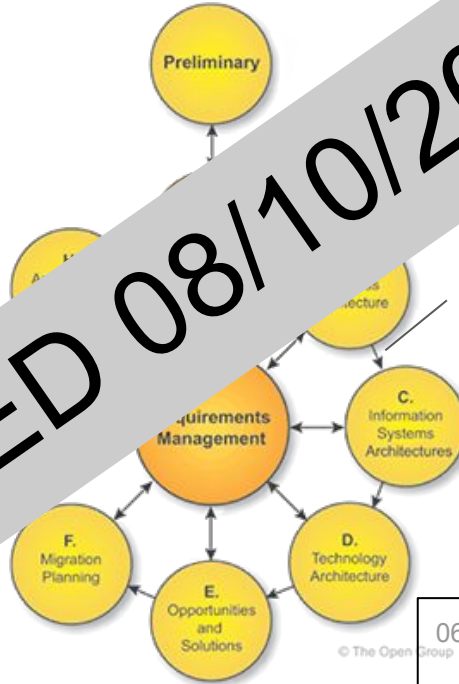 Preliminary
ED 08/10/20
Requirements
Management
C.
Information
Systems
Architectures
D.
Technology
Architecture
E.
Opportunities
and
Solutions
F.
Migration
Planning
06
© The Open Group